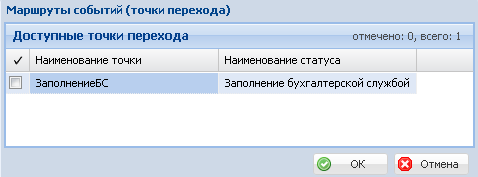 Маршруты событий (точки перехода)
Доступные точки перехода отмечено: 0, всего: 1
✓ Наименование точки Наименование статуса
ЗаполнениеБС Заполнение бухгалтерской службой
ОК Отмена